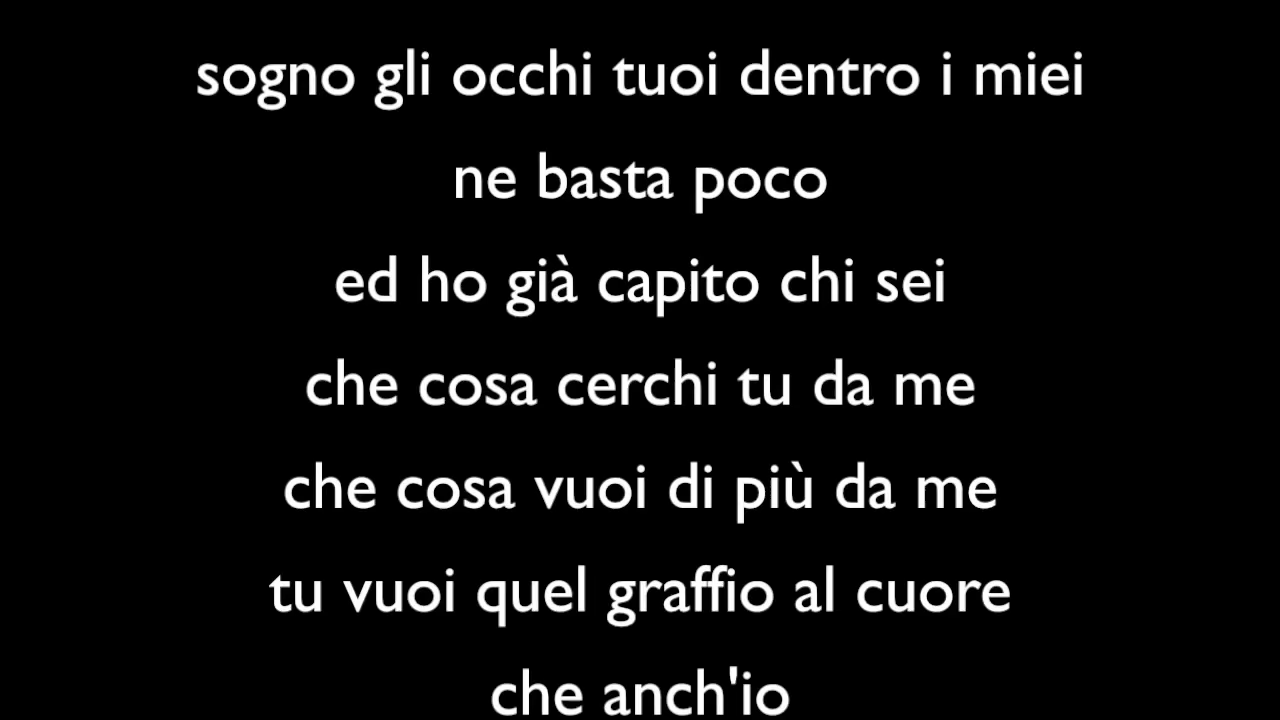 sogno gli occhi tuoi dentro i miei
ne basta poco
ed ho già capito chi sei
che cosa cerchi tu da me
che cosa vuoi di più da me
tu vuoi quel graffio al cuore
che anch'io